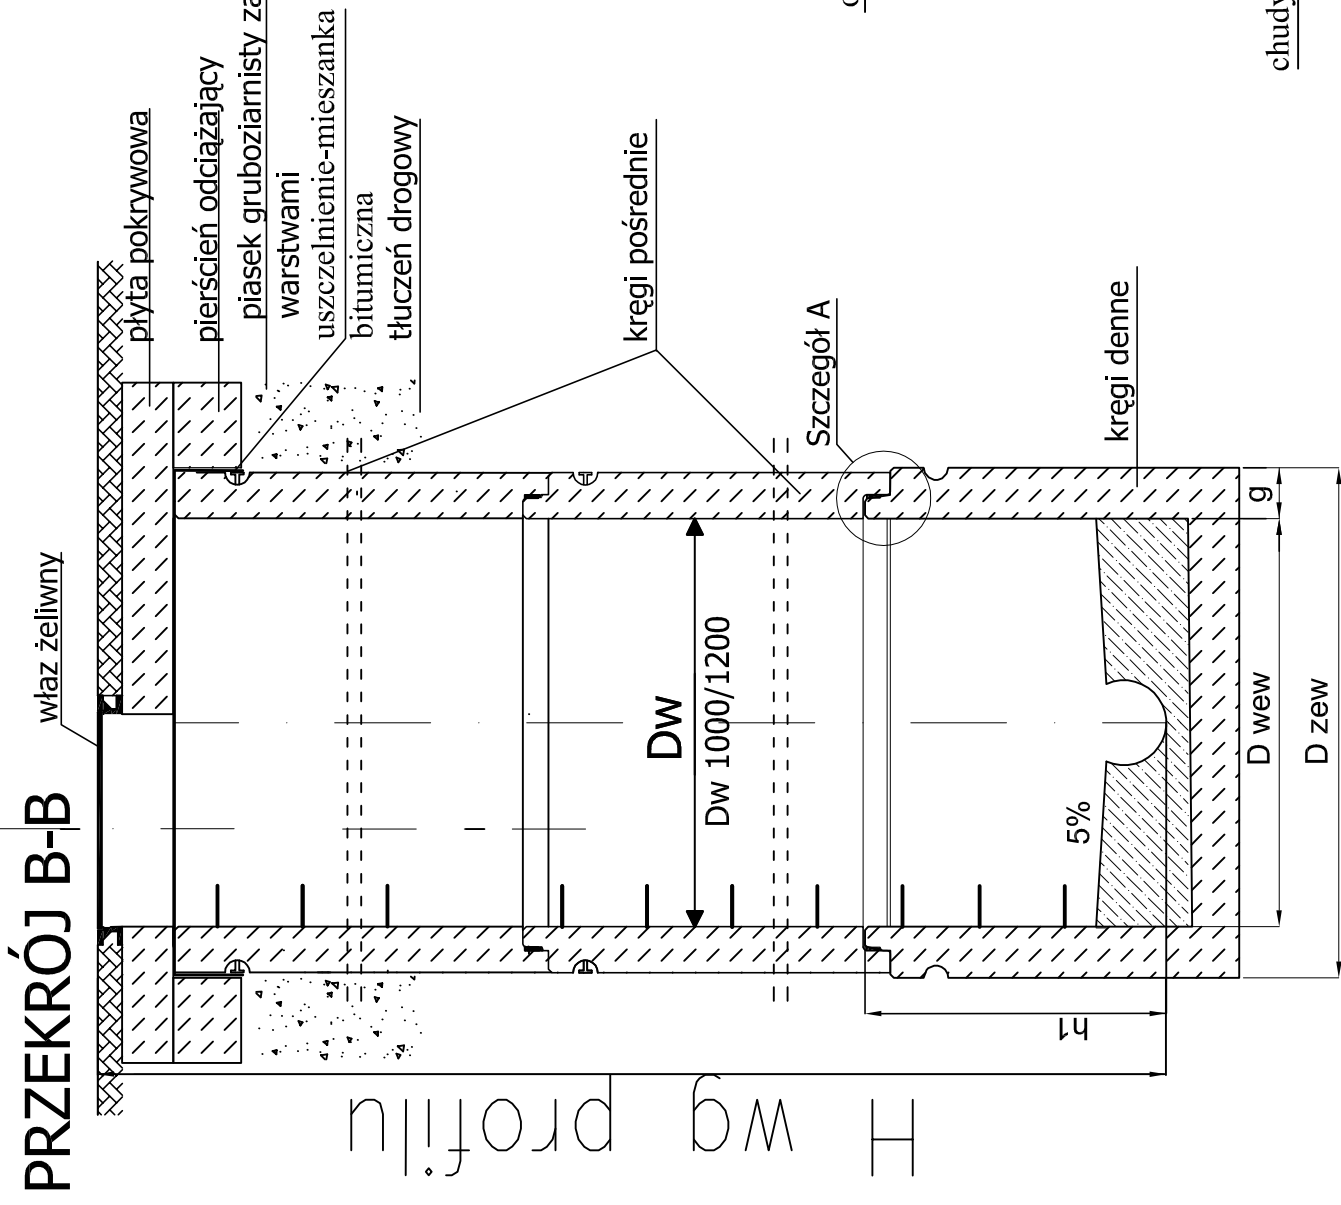 PRZEKRÓJ B-B
właz żeliwny
płyta pokrywowa
pierścień odciążający
piasek gruboziarnisty za
warstwami
uszczelnienie-mieszanka
bitumiczna
tłuczeń drogowy
kręgi pośrednie
Szczegół A
kręgi denne
chudy
Dw
Dw 1000/1200
5%
g
D wew
D zew
h1
H wg profilu